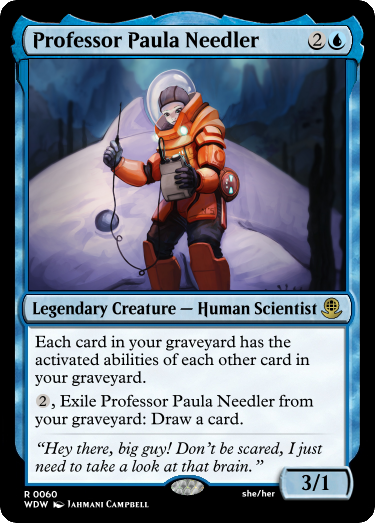 Professor Paula Needler 2
Legendary Creature — Human Scientist
Each card in your graveyard has the
activated abilities of each other card in
your graveyard.
2, Exile Professor Paula Needler from
your graveyard: Draw a card.
“Hey there, big guy! Don’t be scared, I just
need to take a look at that brain.”
3/1
R 0060
she/her
WDW Jahmani Campbell